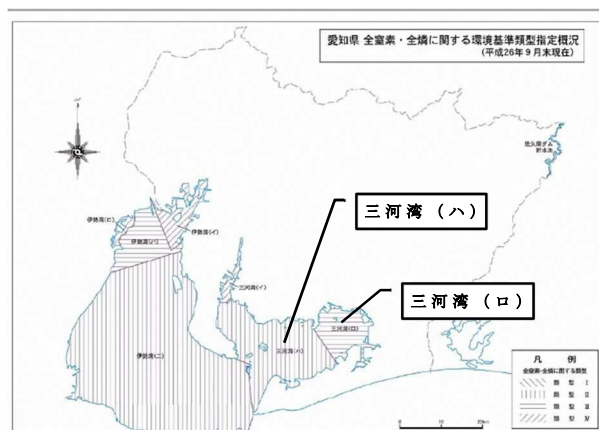 愛知県 全窒素・全燐に関する環境基準類型指定概況
(平成26年9月末現在)
佐久間ダム
貯水池
三河湾（ハ）
伊勢湾(ロ)
伊勢湾(イ)
伊勢湾(ハ)
三河湾(イ)
三河湾（ロ）
三河湾(ロ)
伊勢湾(ニ)
三河湾(ハ)
凡 例
全窒素・全燐に関する類型
類 型 Ⅰ
類 型 Ⅱ
類 型 Ⅲ
類 型 Ⅳ
0 10 20km